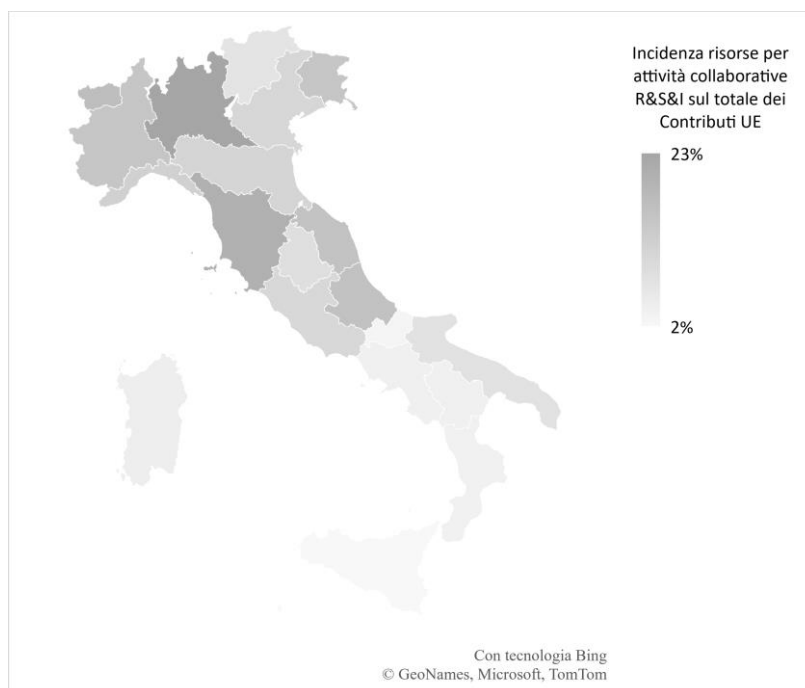 Incidenza risorse per
attività collaborative
R&S&I sul totale dei
Contributi UE
23%
2%
Con tecnologia Bing
© GeoNames, Microsoft, TomTom